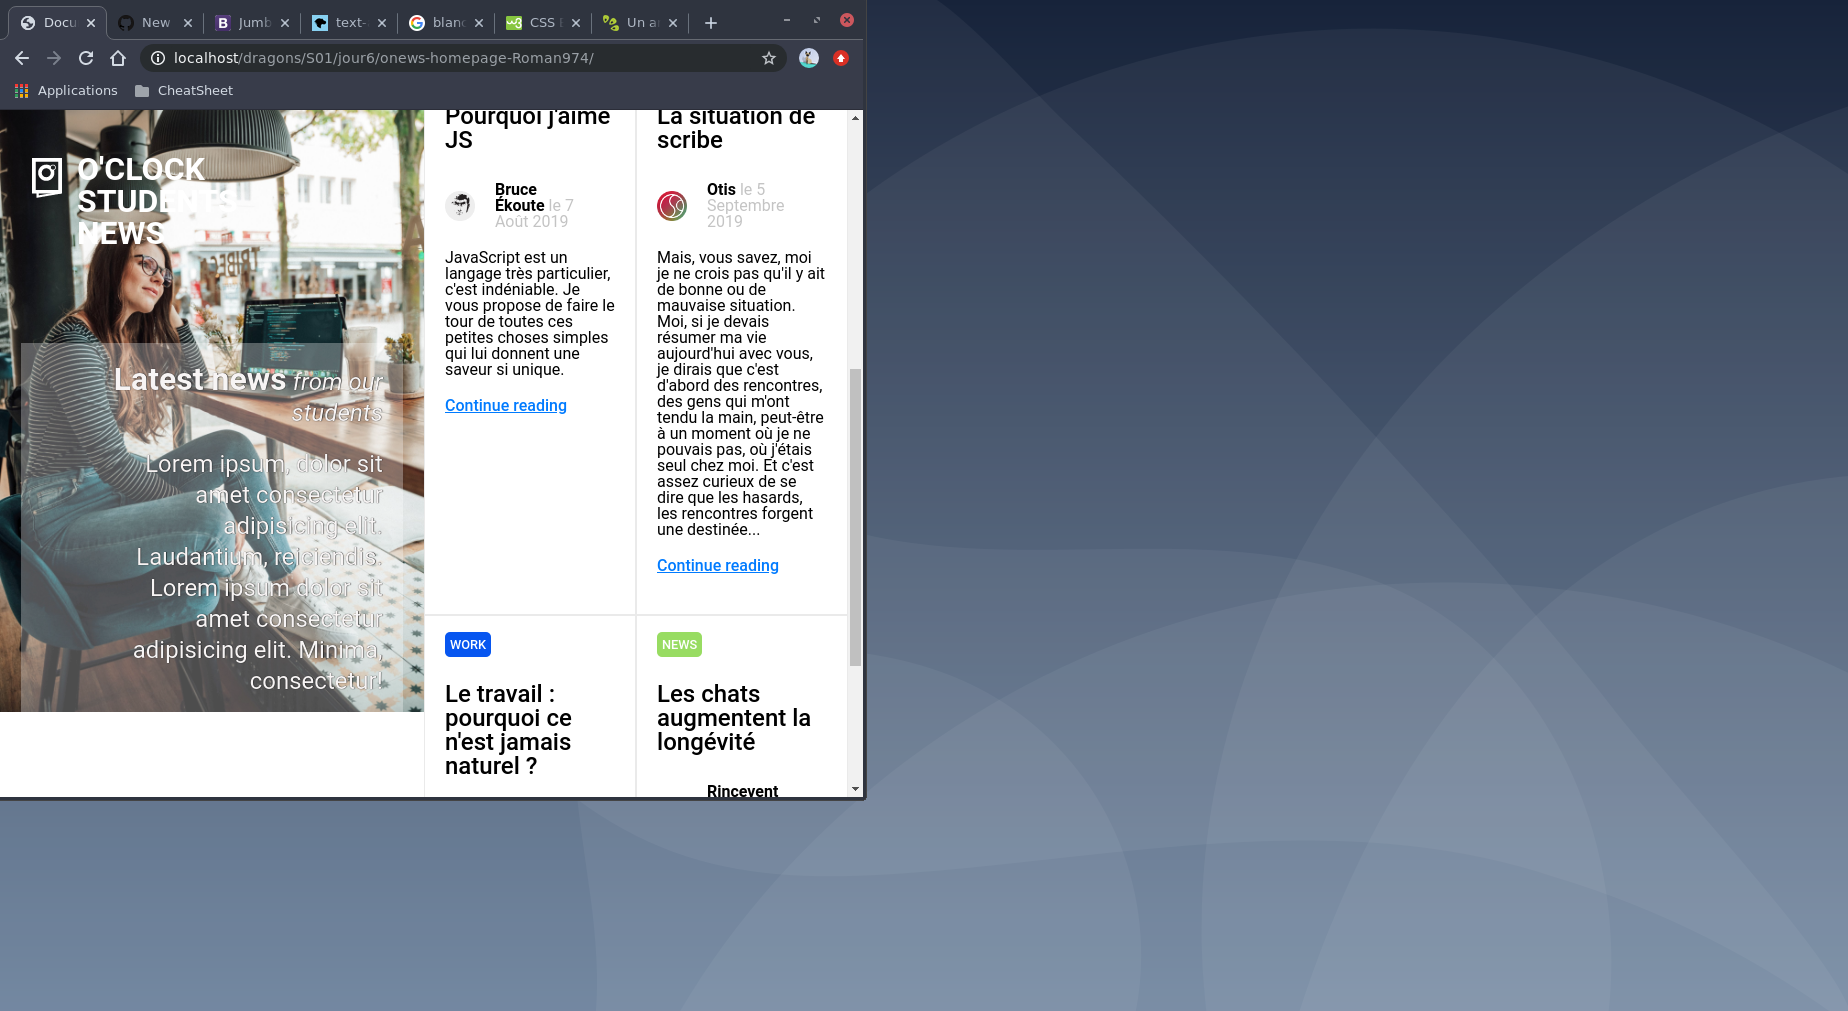 Docu
New
Jumb
text-
blanc
CSS
Un a
localhost/dragons/S01/jour6/onews-homepage-Roman974/
Applications
CheatSheet
O'CLOCK
STUDENTS
NEWS
Latest news from our
students
Lorem ipsum, dolor sit
amet consectetur
adipisicing elit.
Laudantium, reiciendis.
Lorem ipsum dolor sit
amet consectetur
adipisicing elit. Minima,
consectetur!
Pourquoi j'aime
JS
Bruce
Ékoute le 7
Août 2019
JavaScript est un
langage très particulier,
c'est indéniable. Je
vous propose de faire le
tour de toutes ces
petites choses simples
qui lui donnent une
saveur si unique.
Continue reading
La situation de
scribe
Otis le 5
Septembre
2019
Mais, vous savez, moi
je ne crois pas qu'il y ait
de bonne ou de
mauvaise situation.
Moi, si je devais
résumer ma vie
aujourd'hui avec vous,
je dirais que c'est
d'abord des rencontres,
des gens qui m'ont
tendu la main, peut-être
à un moment où je ne
pouvais pas, où j'étais
seul chez moi. Et c'est
assez curieux de se
dire que les hasards,
les rencontres forgent
une destinée...
Continue reading
WORK
Le travail :
pourquoi ce
n'est jamais
naturel ?
NEWS
Les chats
augmentent la
longévité
Rincevent